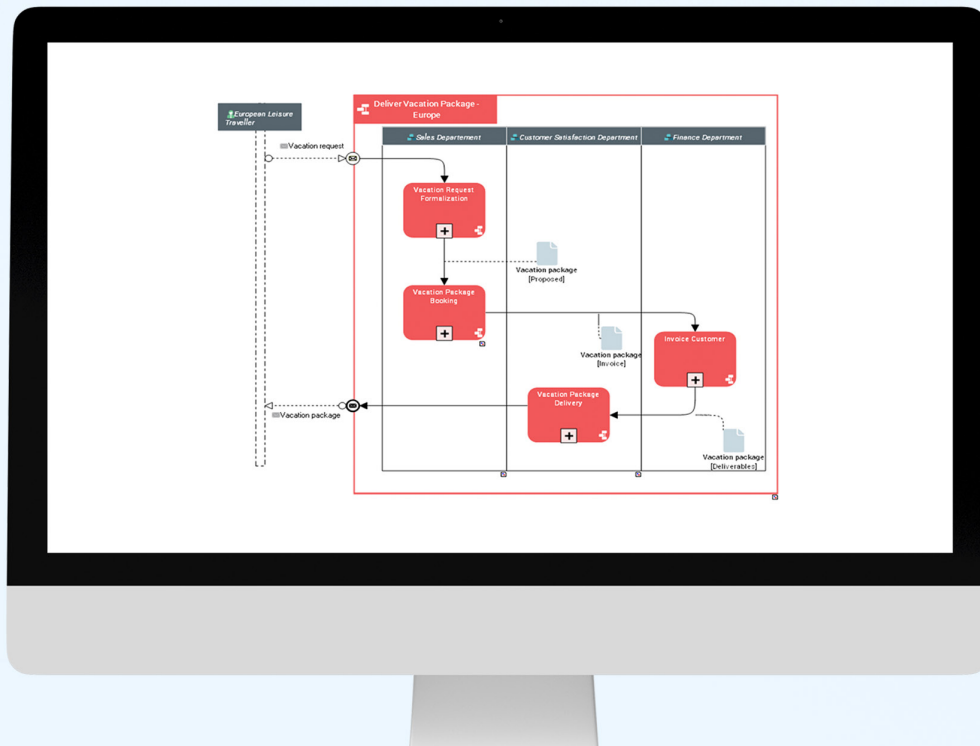 Deliver Vacation Package -
Europe
European Leisure
Traveller
Sales Departement
Customer Satisfaction Department
Finance Department
Vacation request
Vacation Request
Formalization
Vacation package
[Proposed]
Vacation Package
Booking
Vacation package
[Invoice]
Invoice Customer
Vacation Package
Delivery
Vacation package
Vacation package
[Deliverables]